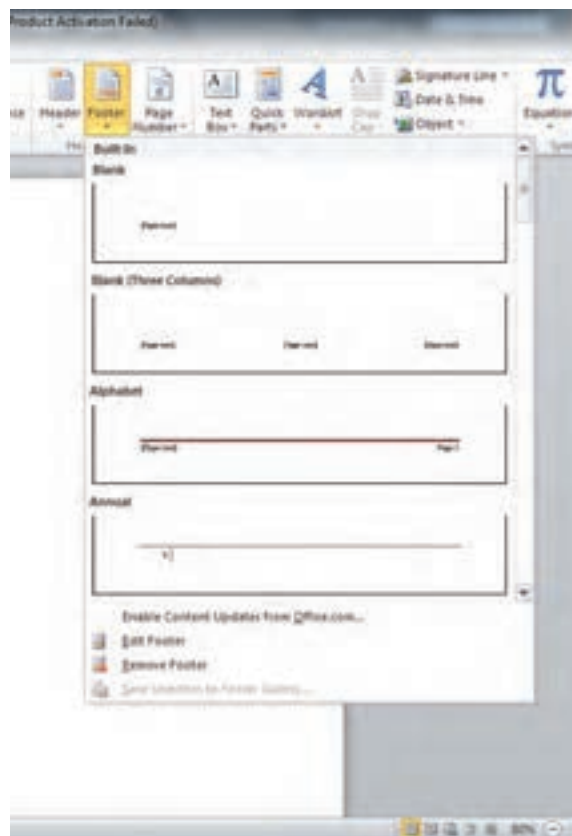 Product Activation Failed)
Header
Footer
Page Number
Text Box
Quick Parts
WordArt
Drop Cap
Signature Line
Date & Time
Object
Equation
Built-In
Blank
[Type text]
Blank (Three Columns)
[Type text] [Type text] [Type text]
Alphabet
[Type text] Page 1
Annual
Enable Content Updates from Office.com...
Edit Footer
Remove Footer
Save Selection to Footer Gallery...
80%